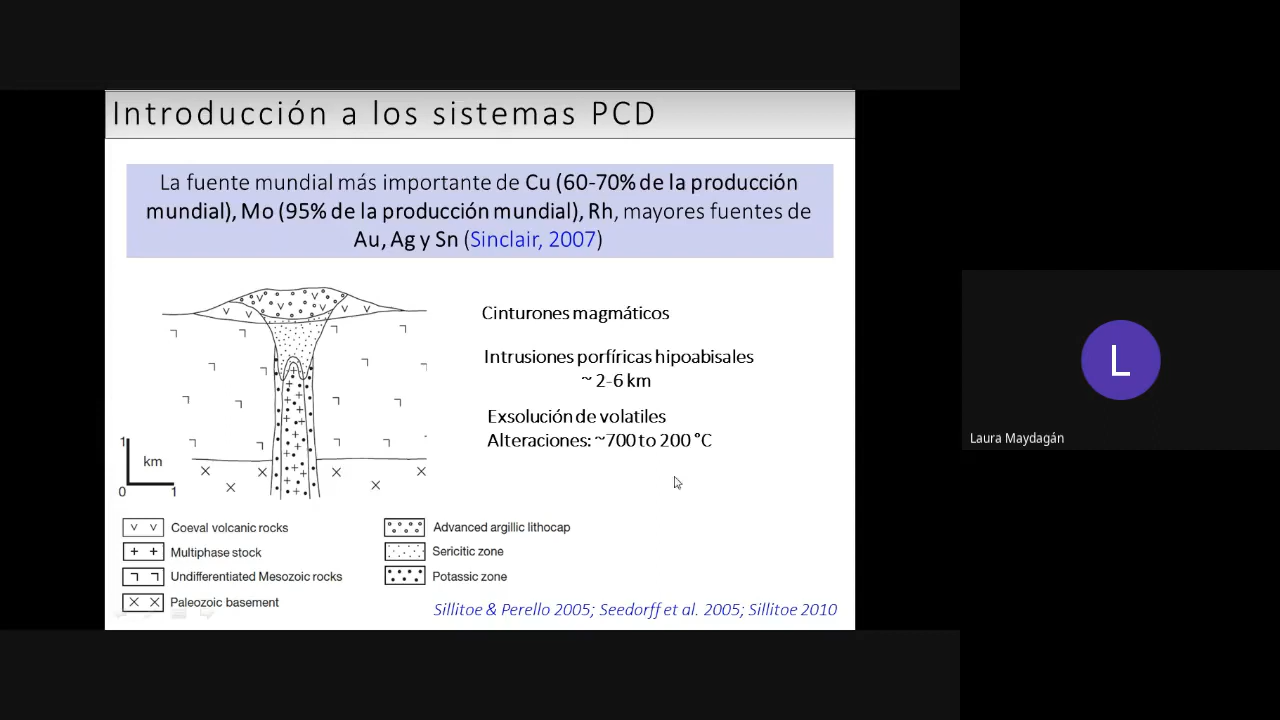 Introducción a los sistemas PCD
La fuente mundial más importante de Cu (60-70% de la producción
mundial), Mo (95% de la producción mundial), Rh, mayores fuentes de
Au, Ag y Sn (Sinclair, 2007)
Cinturones magmáticos
Intrusiones porfíricas hipoabisales
~ 2-6 km
Exsolución de volatiles
Alteraciones: ~700 to 200 °C
1
km
0 1
Coeval volcanic rocks
Multiphase stock
Undifferentiated Mesozoic rocks
Paleozoic basement
Advanced argillic lithocap
Sericitic zone
Potassic zone
Sillitoe & Perello 2005; Seedorff et al. 2005; Sillitoe 2010
L
Laura Maydagán